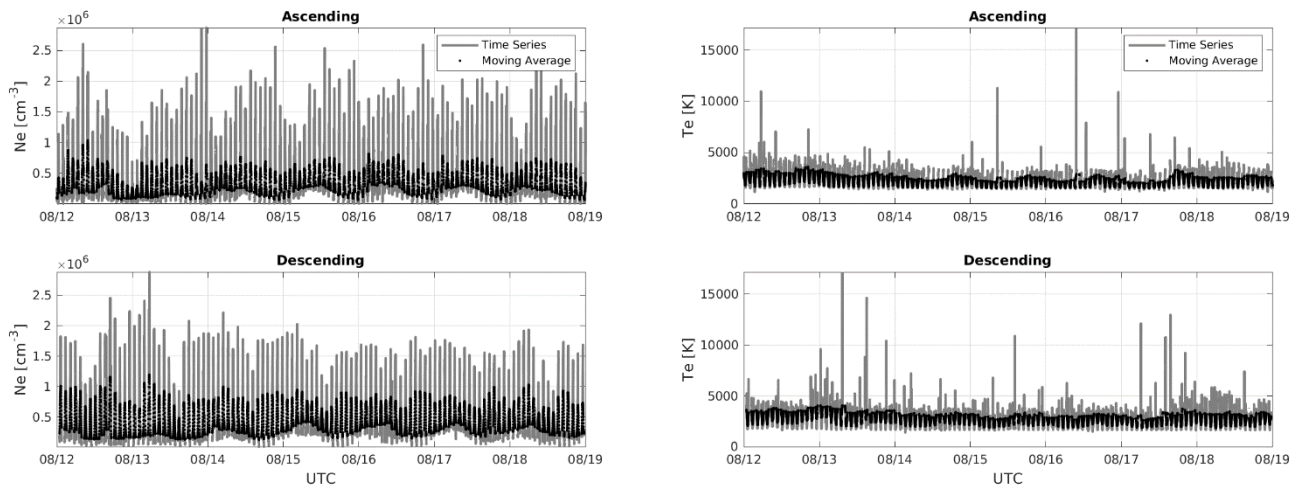 Ascending
×10^6
Ne [cm^-3]
2.5
2
1.5
1
0.5
Time Series
Moving Average
08/12 08/13 08/14 08/15 08/16 08/17 08/18 08/19
Ascending
Te [K]
15000
10000
5000
0
Time Series
Moving Average
08/12 08/13 08/14 08/15 08/16 08/17 08/18 08/19
Descending
×10^6
Ne [cm^-3]
2.5
2
1.5
1
0.5
08/12 08/13 08/14 08/15 08/16 08/17 08/18 08/19
UTC
Descending
Te [K]
15000
10000
5000
0
08/12 08/13 08/14 08/15 08/16 08/17 08/18 08/19
UTC